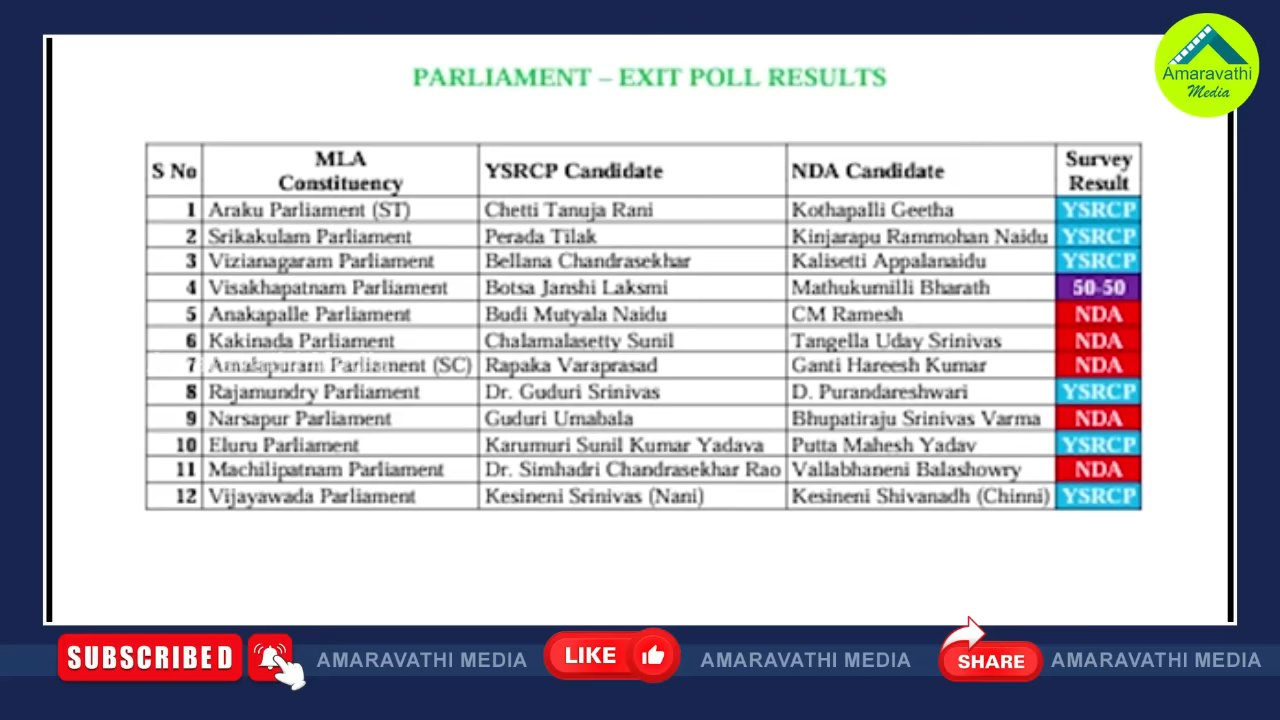 Amaravathi
Media
PARLIAMENT – EXIT POLL RESULTS
S No MLA Constituency YSRCP Candidate NDA Candidate Survey Result
1 Araku Parliament (ST) Chetti Tanuja Rani Kothapalli Geetha YSRCP
2 Srikakulam Parliament Perada Tilak Kinjarapu Rammohan Naidu YSRCP
3 Vizianagaram Parliament Bellana Chandrasekhar Kalisetti Appalanaidu YSRCP
4 Visakhapatnam Parliament Botsa Janshi Laksmi Mathukumilli Bharath 50-50
5 Anakapalle Parliament Budi Mutyala Naidu CM Ramesh NDA
6 Kakinada Parliament Chalamalasetty Sunil Tangella Uday Srinivas NDA
7 Amalapuram Parliament (SC) Rapaka Varaprasad Ganti Hareesh Kumar NDA
8 Rajamundry Parliament Dr. Guduri Srinivas D. Purandareshwari YSRCP
9 Narsapur Parliament Guduri Umabala Bhupatiraju Srinivas Varma NDA
10 Eluru Parliament Karumuri Sunil Kumar Yadava Putta Mahesh Yadav YSRCP
11 Machilipatnam Parliament Dr. Simhadri Chandrasekhar Rao Vallabhaneni Balashowry NDA
12 Vijayawada Parliament Kesineni Srinivas (Nani) Kesineni Shivanadh (Chinni) YSRCP
SUBSCRIBED AMARAVATHI MEDIA LIKE AMARAVATHI MEDIA SHARE AMARAVATHI MEDIA